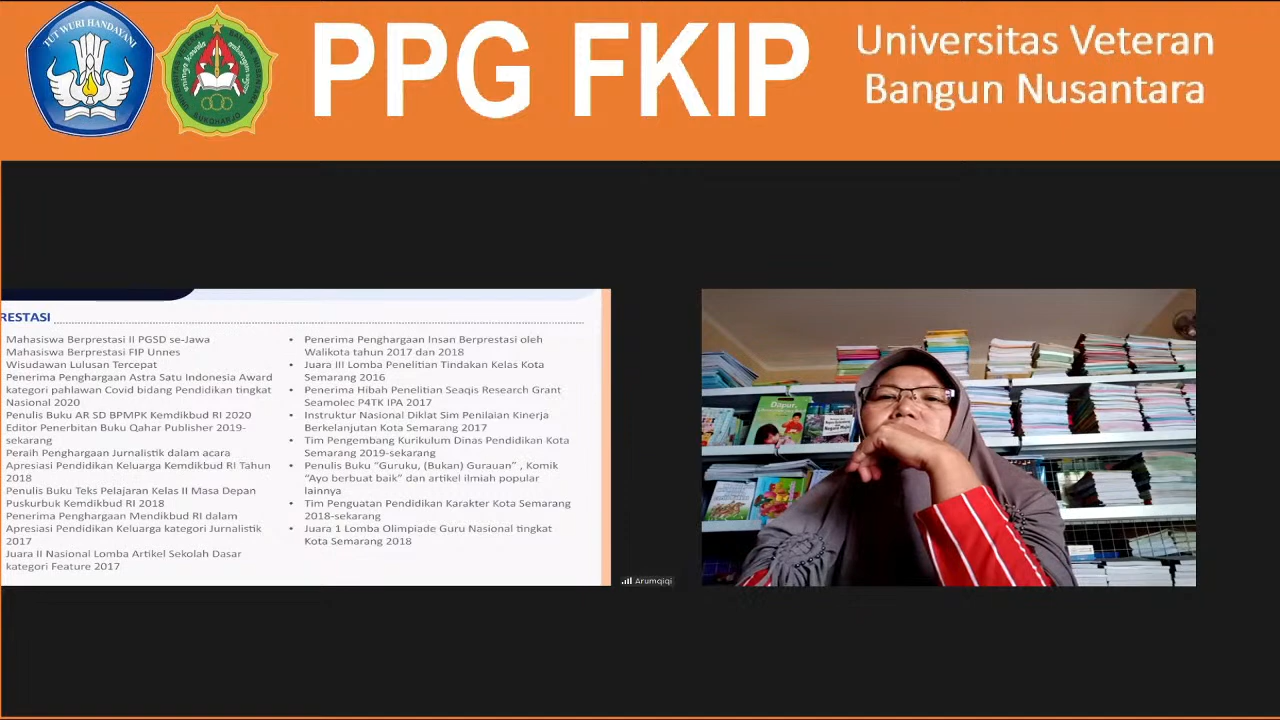 TUT WURI HANDAYANI
SUKOHARJO
PPG FKIP
Universitas Veteran
Bangun Nusantara
RESTASI
Mahasiswa Berprestasi II PGSD se-Jawa
Mahasiswa Berprestasi FIP Unnes
Wisudawan Lulusan Tercepat
Penerima Penghargaan Astra Satu Indonesia Award
kategori pahlawan Covid bidang Pendidikan tingkat
Nasional 2020
Penulis Buku AR SD BPMPK Kemdikbud RI 2020
Editor Penerbitan Buku Qahar Publisher 2019-
sekarang
Peraih Penghargaan Jurnalistik dalam acara
Apresiasi Pendidikan Keluarga Kemdikbud RI Tahun
2018
Penulis Buku Teks Pelajaran Kelas II Masa Depan
Puskurbuk Kemdikbud RI 2018
Penerima Penghargaan Mendikbud RI dalam
Apresiasi Pendidikan Keluarga kategori Jurnalistik
2017
Juara II Nasional Lomba Artikel Sekolah Dasar
kategori Feature 2017
• Penerima Penghargaan Insan Berprestasi oleh
Walikota tahun 2017 dan 2018
• Juara III Lomba Penelitian Tindakan Kelas Kota
Semarang 2016
• Penerima Hibah Penelitian Seaqis Research Grant
Seamolec P4TK IPA 2017
• Instruktur Nasional Diklat Sim Penilaian Kinerja
Berkelanjutan Kota Semarang 2017
• Tim Pengembang Kurikulum Dinas Pendidikan Kota
Semarang 2019-sekarang
• Penulis Buku "Guruku, (Bukan) Gurauan" , Komik
"Ayo berbuat baik" dan artikel ilmiah popular
lainnya
• Tim Penguatan Pendidikan Karakter Kota Semarang
2018-sekarang
• Juara 1 Lomba Olimpiade Guru Nasional tingkat
Kota Semarang 2018
Arumqiqi
Dapur,